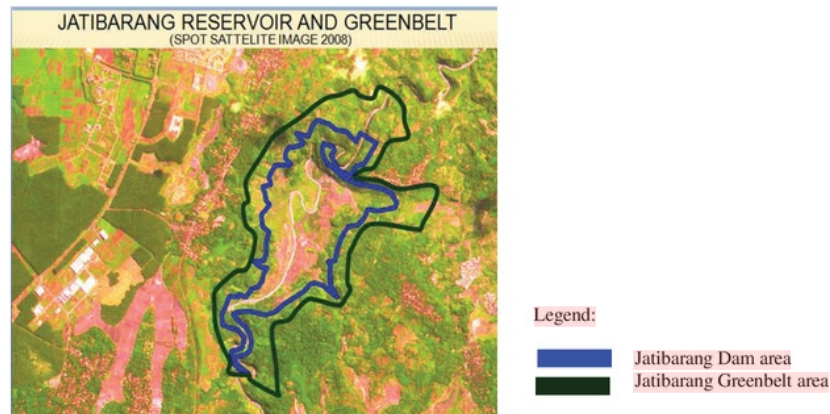 JATIBARANG RESERVOIR AND GREENBELT
(SPOT SATTELITE IMAGE 2008)
Legend:
Jatibarang Dam area
Jatibarang Greenbelt area